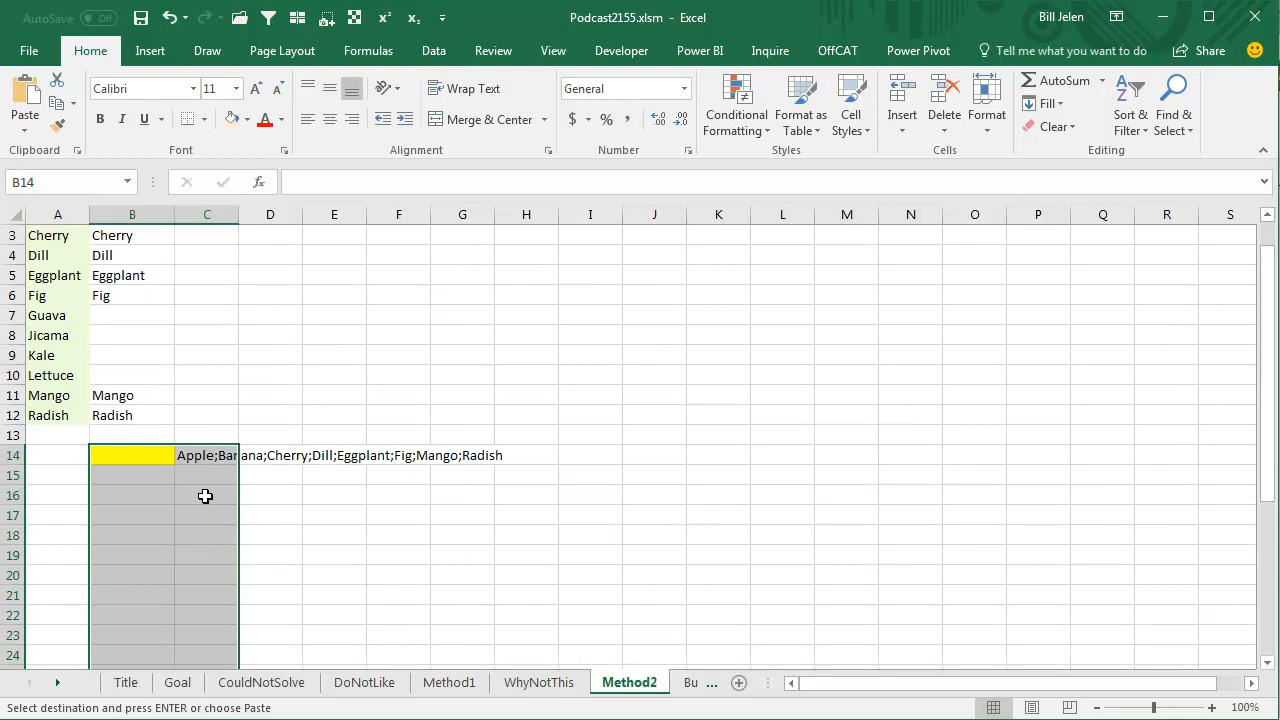 AutoSave Off Podcast2155.xlsm - Excel Bill Jelen
File Home Insert Draw Page Layout Formulas Data Review View Developer Power BI Inquire OffCAT Power Pivot Tell me what you want to do Share
Paste Calibri 11 B I U A Wrap Text Merge & Center General $ % , Conditional Formatting Format as Table Cell Styles Insert Delete Format AutoSum Fill Clear Sort & Filter Find & Select
Clipboard Font Alignment Number Styles Cells Editing
B14 fx
A B C D E F G H I J K L M N O P Q R S
3 Cherry Cherry
4 Dill Dill
5 Eggplant Eggplant
6 Fig Fig
7 Guava
8 Jicama
9 Kale
10 Lettuce
11 Mango Mango
12 Radish Radish
13
14 Apple;Banana;Cherry;Dill;Eggplant;Fig;Mango;Radish
15
16
17
18
19
20
21
22
23
24
Title Goal CouldNotSolve DoNotLike Method1 WhyNotThis Method2 Bu ...
Select destination and press ENTER or choose Paste 100%